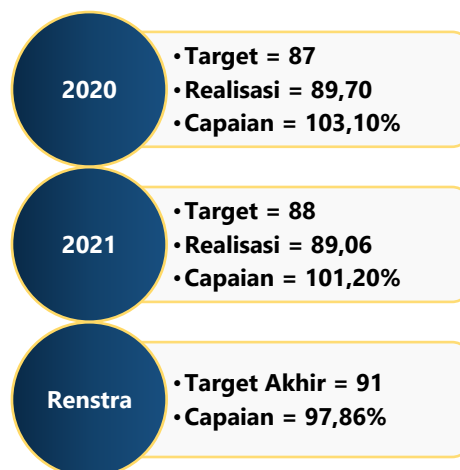 2020
•Target = 87
•Realisasi = 89,70
•Capaian = 103,10%
2021
•Target = 88
•Realisasi = 89,06
•Capaian = 101,20%
Renstra
•Target Akhir = 91
•Capaian = 97,86%